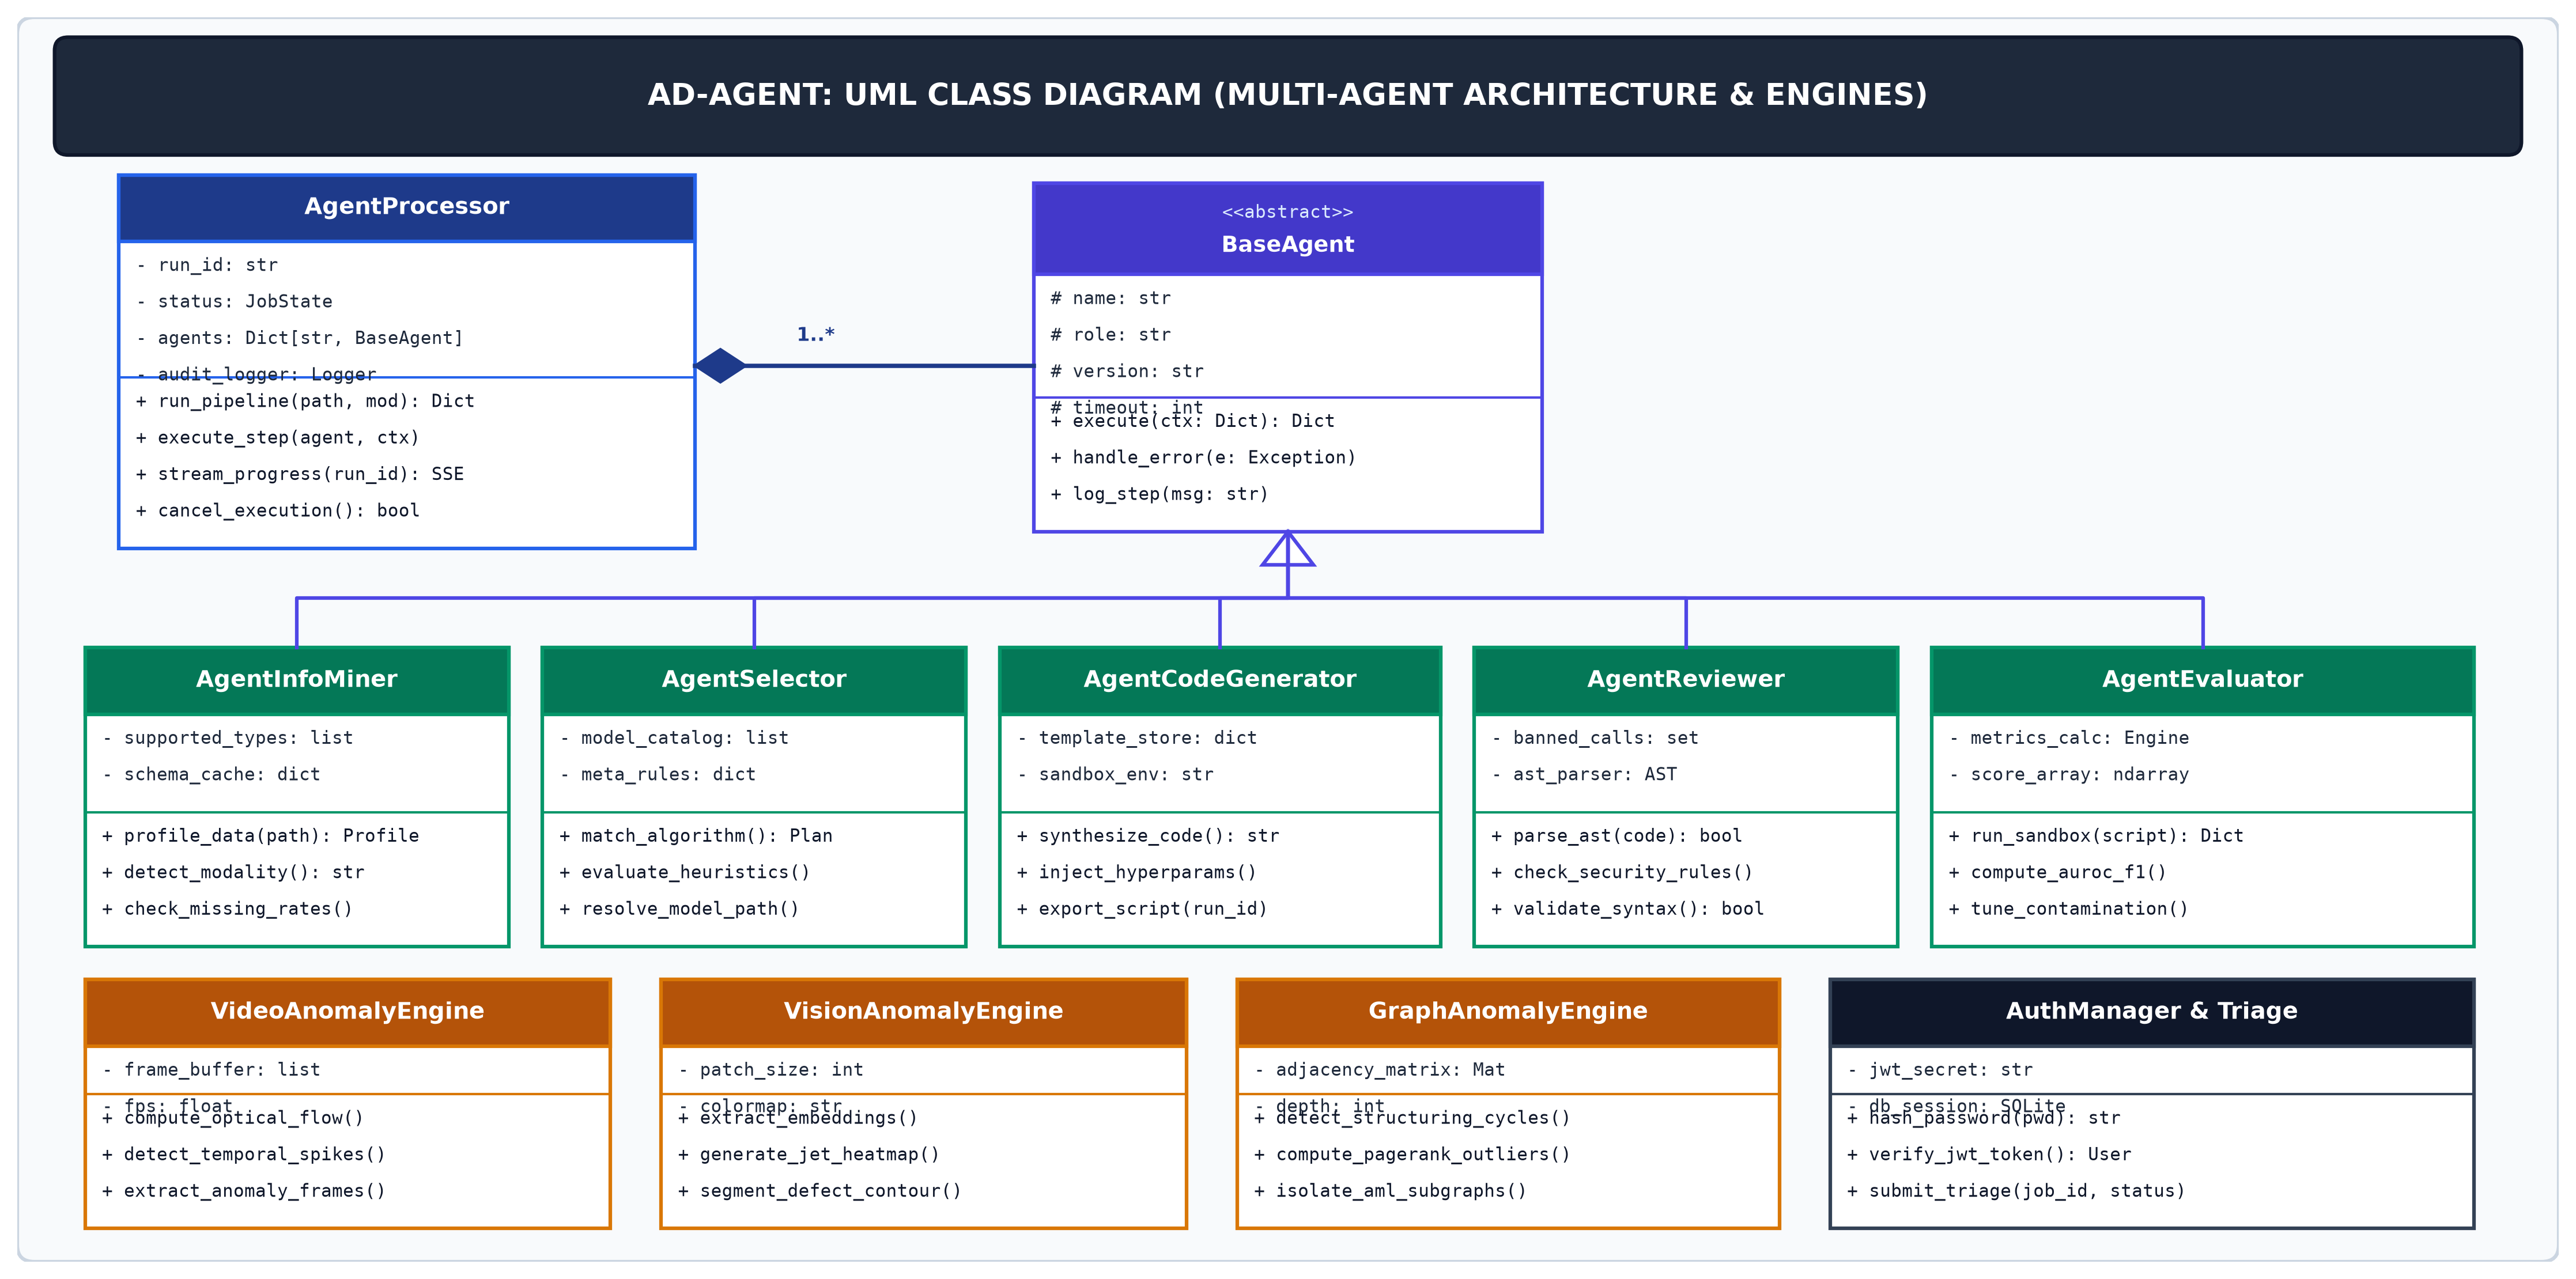 AD-AGENT: UML CLASS DIAGRAM (MULTI-AGENT ARCHITECTURE & ENGINES)
AgentProcessor
- run_id: str
- status: JobState
- agents: Dict[str, BaseAgent]
- audit_logger: Logger
+ run_pipeline(path, mod): Dict
+ execute_step(agent, ctx)
+ stream_progress(run_id): SSE
+ cancel_execution(): bool
1..*
<<abstract>>
BaseAgent
# name: str
# role: str
# version: str
# timeout: int
+ execute(ctx: Dict): Dict
+ handle_error(e: Exception)
+ log_step(msg: str)
AgentInfoMiner
- supported_types: list
- schema_cache: dict
+ profile_data(path): Profile
+ detect_modality(): str
+ check_missing_rates()
AgentSelector
- model_catalog: list
- meta_rules: dict
+ match_algorithm(): Plan
+ evaluate_heuristics()
+ resolve_model_path()
AgentCodeGenerator
- template_store: dict
- sandbox_env: str
+ synthesize_code(): str
+ inject_hyperparams()
+ export_script(run_id)
AgentReviewer
- banned_calls: set
- ast_parser: AST
+ parse_ast(code): bool
+ check_security_rules()
+ validate_syntax(): bool
AgentEvaluator
- metrics_calc: Engine
- score_array: ndarray
+ run_sandbox(script): Dict
+ compute_auroc_f1()
+ tune_contamination()
VideoAnomalyEngine
- frame_buffer: list
- fps: float
+ compute_optical_flow()
+ detect_temporal_spikes()
+ extract_anomaly_frames()
VisionAnomalyEngine
- patch_size: int
- colormap: str
+ extract_embeddings()
+ generate_jet_heatmap()
+ segment_defect_contour()
GraphAnomalyEngine
- adjacency_matrix: Mat
- depth: int
+ detect_structuring_cycles()
+ compute_pagerank_outliers()
+ isolate_aml_subgraphs()
AuthManager & Triage
- jwt_secret: str
- db_session: SQLite
+ hash_password(pwd): str
+ verify_jwt_token(): User
+ submit_triage(job_id, status)